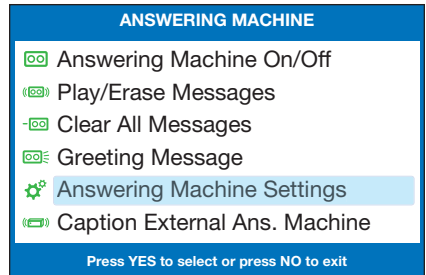 ANSWERING MACHINE
Answering Machine On/Off
Play/Erase Messages
Clear All Messages
Greeting Message
Answering Machine Settings
Caption External Ans. Machine
Press YES to select or press NO to exit